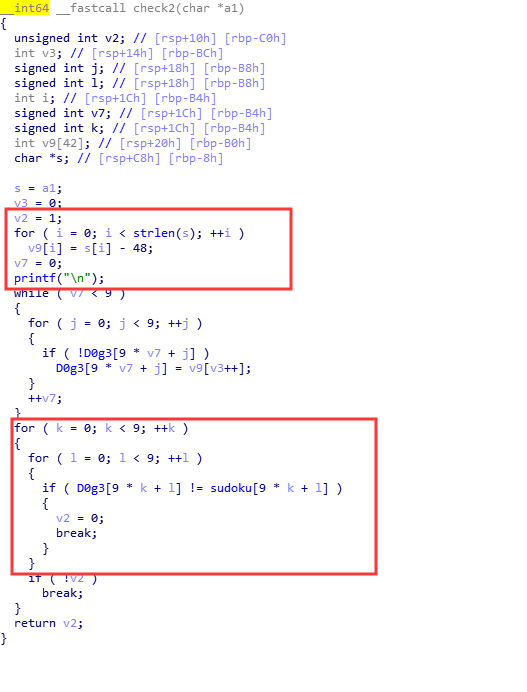 __int64 __fastcall check2(char *a1)
{
  unsigned int v2; // [rsp+10h] [rbp-C0h]
  int v3; // [rsp+14h] [rbp-BCh]
  signed int j; // [rsp+18h] [rbp-B8h]
  signed int l; // [rsp+18h] [rbp-B8h]
  int i; // [rsp+1Ch] [rbp-B4h]
  signed int v7; // [rsp+1Ch] [rbp-B4h]
  signed int k; // [rsp+1Ch] [rbp-B4h]
  int v9[42]; // [rsp+20h] [rbp-B0h]
  char *s; // [rsp+C8h] [rbp-8h]

  s = a1;
  v3 = 0;
  v2 = 1;
  for ( i = 0; i < strlen(s); ++i )
    v9[i] = s[i] - 48;
  v7 = 0;
  printf("\n");
  while ( v7 < 9 )
  {
    for ( j = 0; j < 9; ++j )
    {
      if ( !D0g3[9 * v7 + j] )
        D0g3[9 * v7 + j] = v9[v3++];
    }
    ++v7;
  }
  for ( k = 0; k < 9; ++k )
  {
    for ( l = 0; l < 9; ++l )
    {
      if ( D0g3[9 * k + l] != sudoku[9 * k + l] )
      {
        v2 = 0;
        break;
      }
    }
    if ( !v2 )
      break;
  }
  return v2;
}